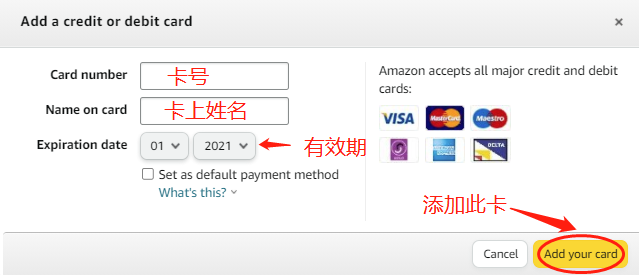 Add a credit or debit card ×
Card number 卡号
Name on card 卡上姓名
Expiration date 01 2021 有效期
Set as default payment method
What's this?
Amazon accepts all major credit and debit
cards:
VISA MasterCard Maestro
DELTA
添加此卡
Cancel Add your card